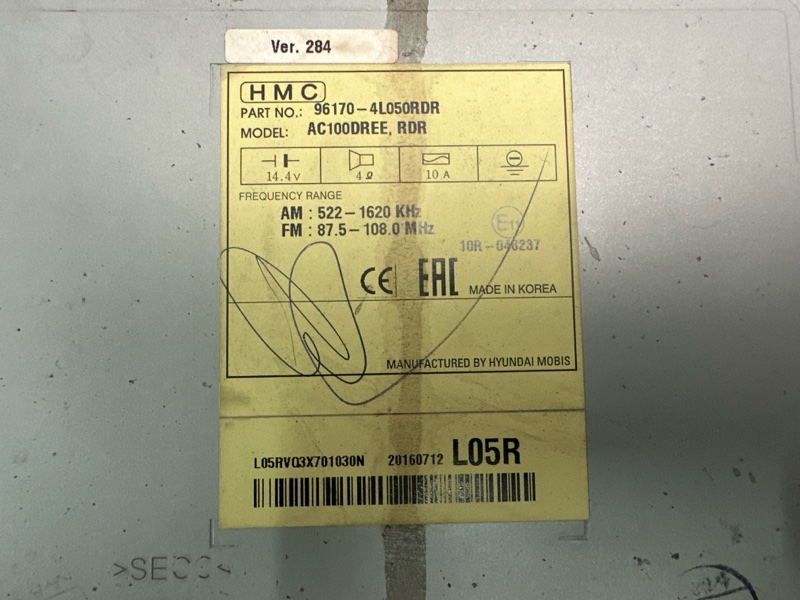 Ver. 284
HMC
PART NO.: 96170-4L050RDR
MODEL: AC100DREE, RDR
14.4V 4Ω 10 A
FREQUENCY RANGE
AM : 522-1620 KHz
FM : 87.5-108.0 MHz
10R-046237
CE EAC MADE IN KOREA
MANUFACTURED BY HYUNDAI MOBIS
20160712 L05R